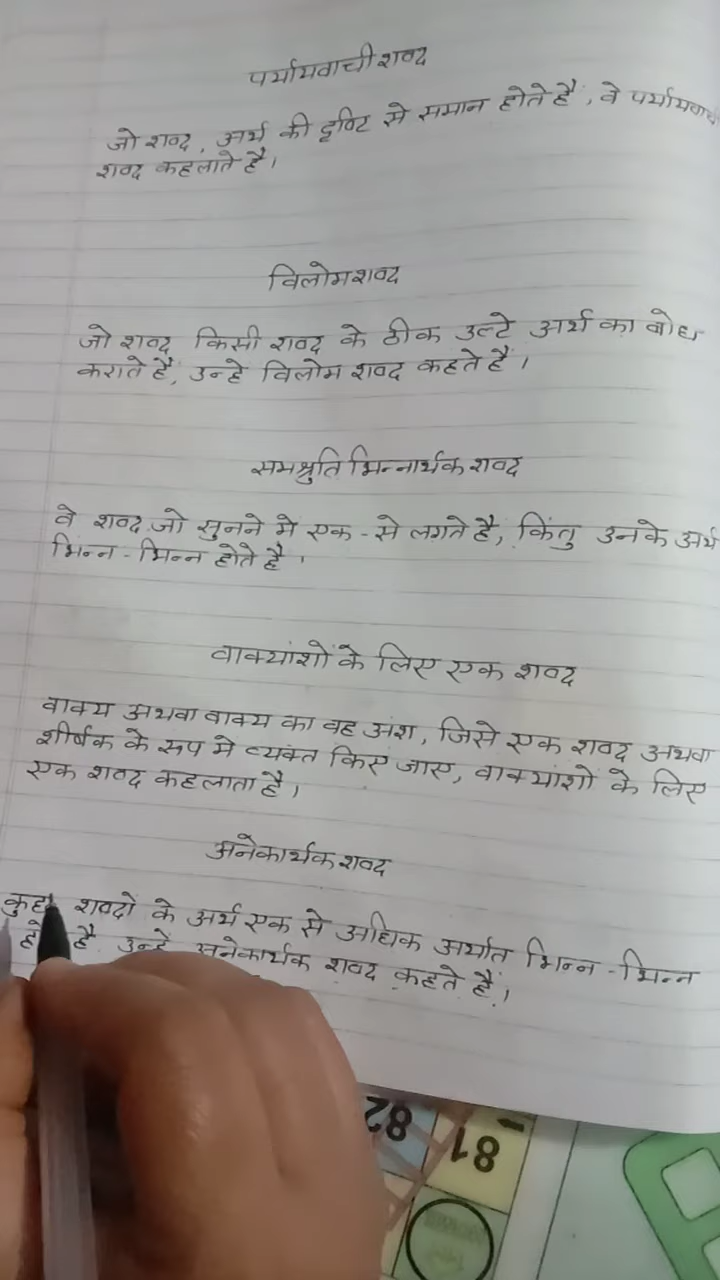 पर्यायवाची शब्द
जो शब्द, अर्थ की दृष्टि से समान होते है, वे पर्यायवाची
शब्द कहलाते है।
विलोम शब्द
जो शब्द किसी शब्द के ठीक उल्टे अर्थ का बोध
कराते है, उन्हे विलोम शब्द कहते है।
समश्रुति भिन्नार्थक शब्द
वे शब्द जो सुनने मे एक-से लगते है, किंतु उनके अर्थ
भिन्न-भिन्न होते है।
वाक्यांशों के लिए एक शब्द
वाक्य अथवा वाक्य का वह अंश, जिसे एक शब्द अथवा
शीर्षक के रूप मे व्यक्त किए जाए, वाक्यांशों के लिए
एक शब्द कहलाता है।
अनेकार्थक शब्द
कुछ शब्दों के अर्थ एक से अधिक अर्थात भिन्न-भिन्न
है उन्हें अनेकार्थक शब्द कहते है।
82
81